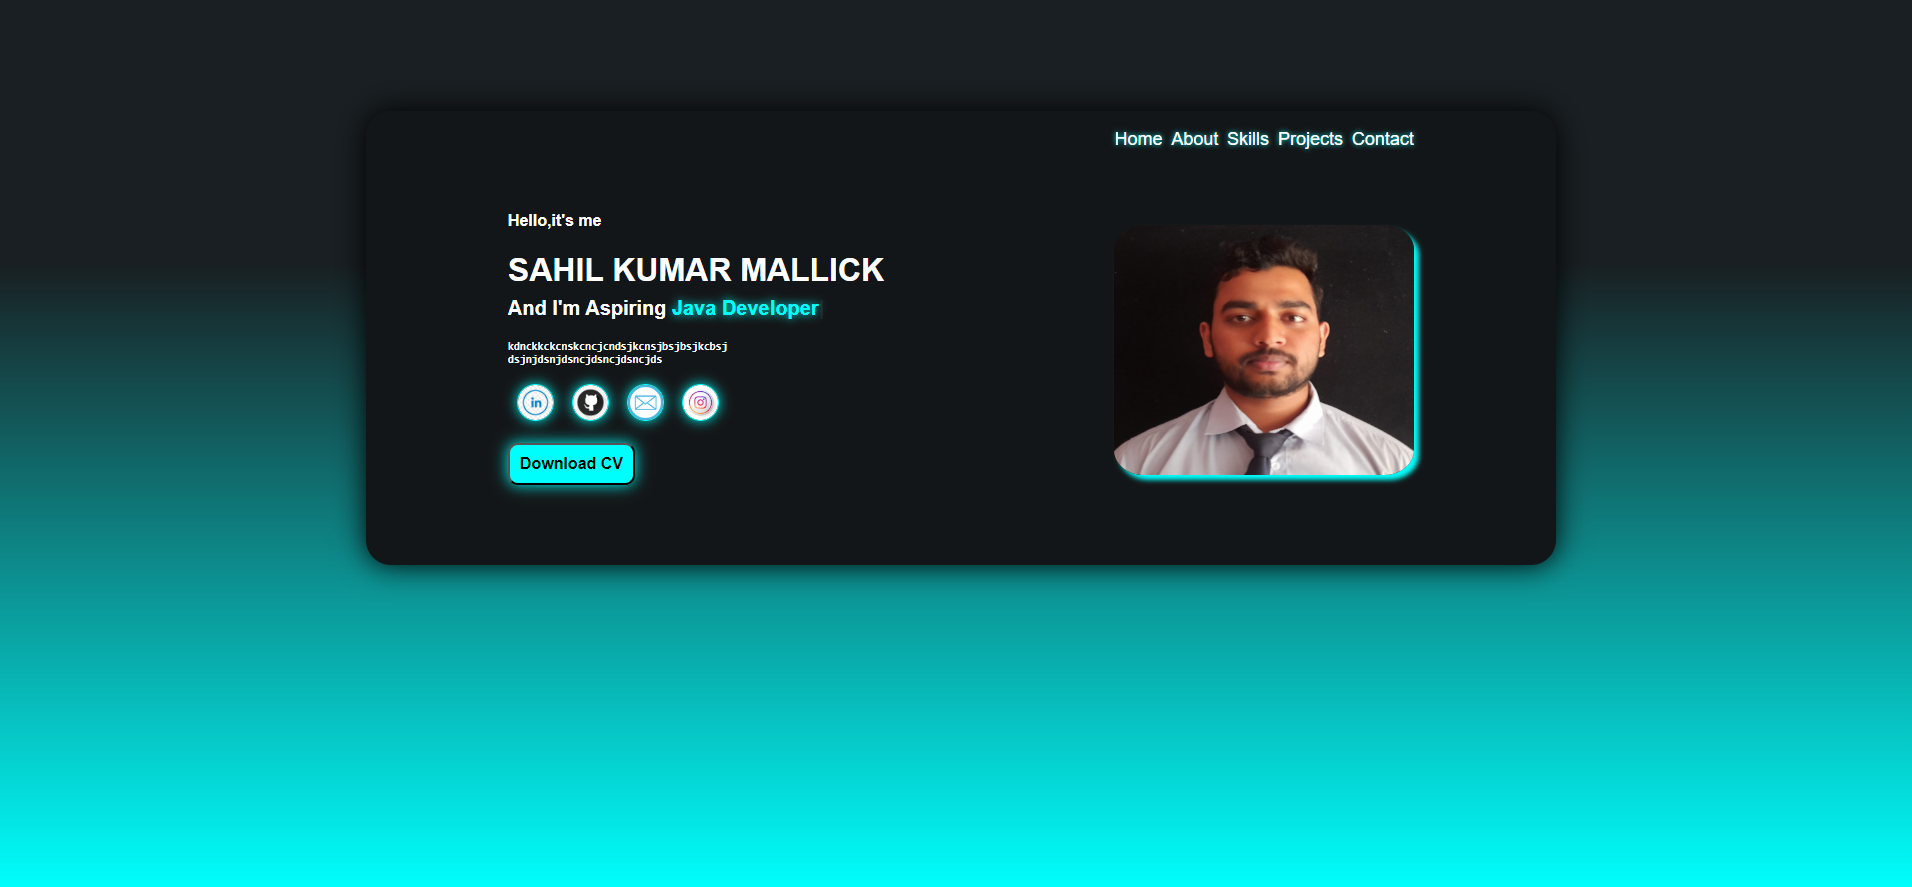 Home About Skills Projects Contact
Hello,it's me
SAHIL KUMAR MALLICK
And I'm Aspiring Java Developer
kdnckkckcnskcncjcndsjkcnsjbsjbsjkcbsj
dsjnjdsnjdsncjdsncjdsncjds
in
Download CV